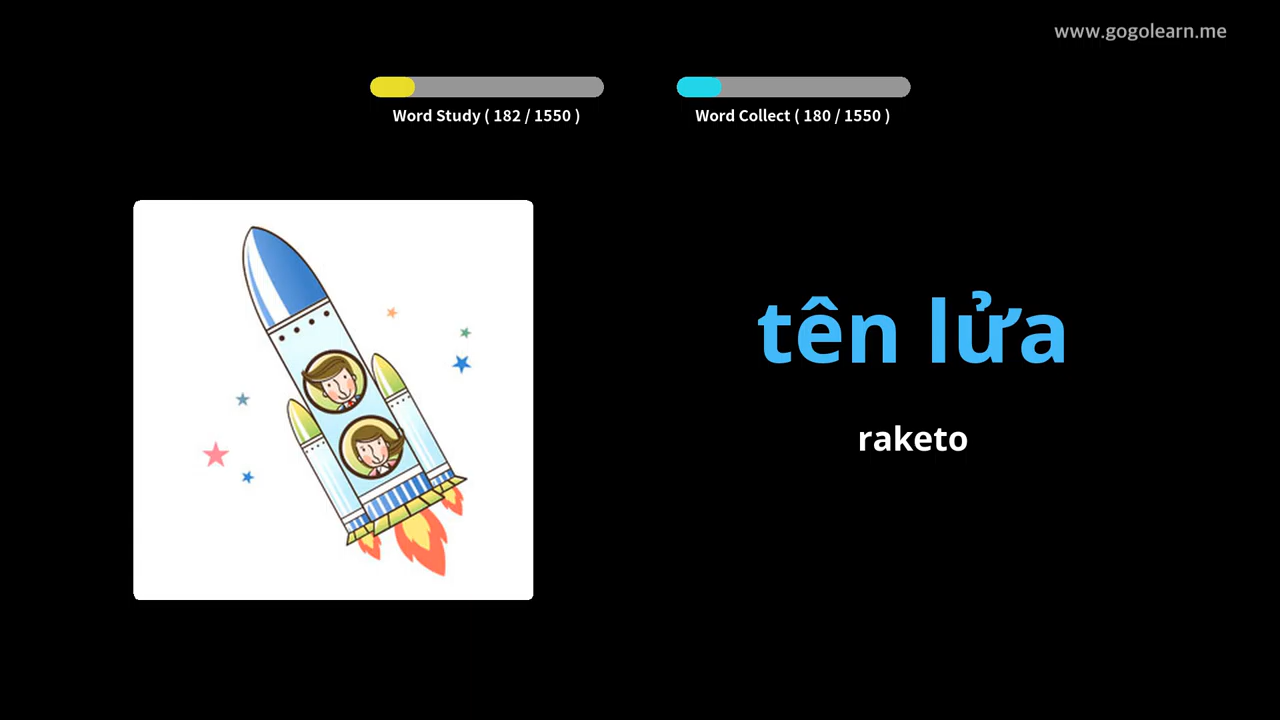 www.gogolearn.me
Word Study ( 182 / 1550 )
Word Collect ( 180 / 1550 )
tên lửa
raketo